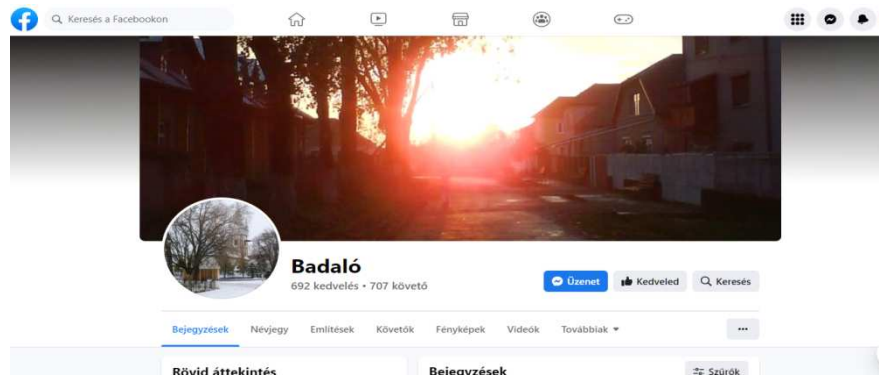 Keresés a Facebookon
Badaló
692 kedvelés • 707 követő
Üzenet
Kedveled
Keresés
Bejegyzések Névjegy Említések Követők Fényképek Videók Továbbiak
Rövid áttekintés
Bejegyzések
Szűrők